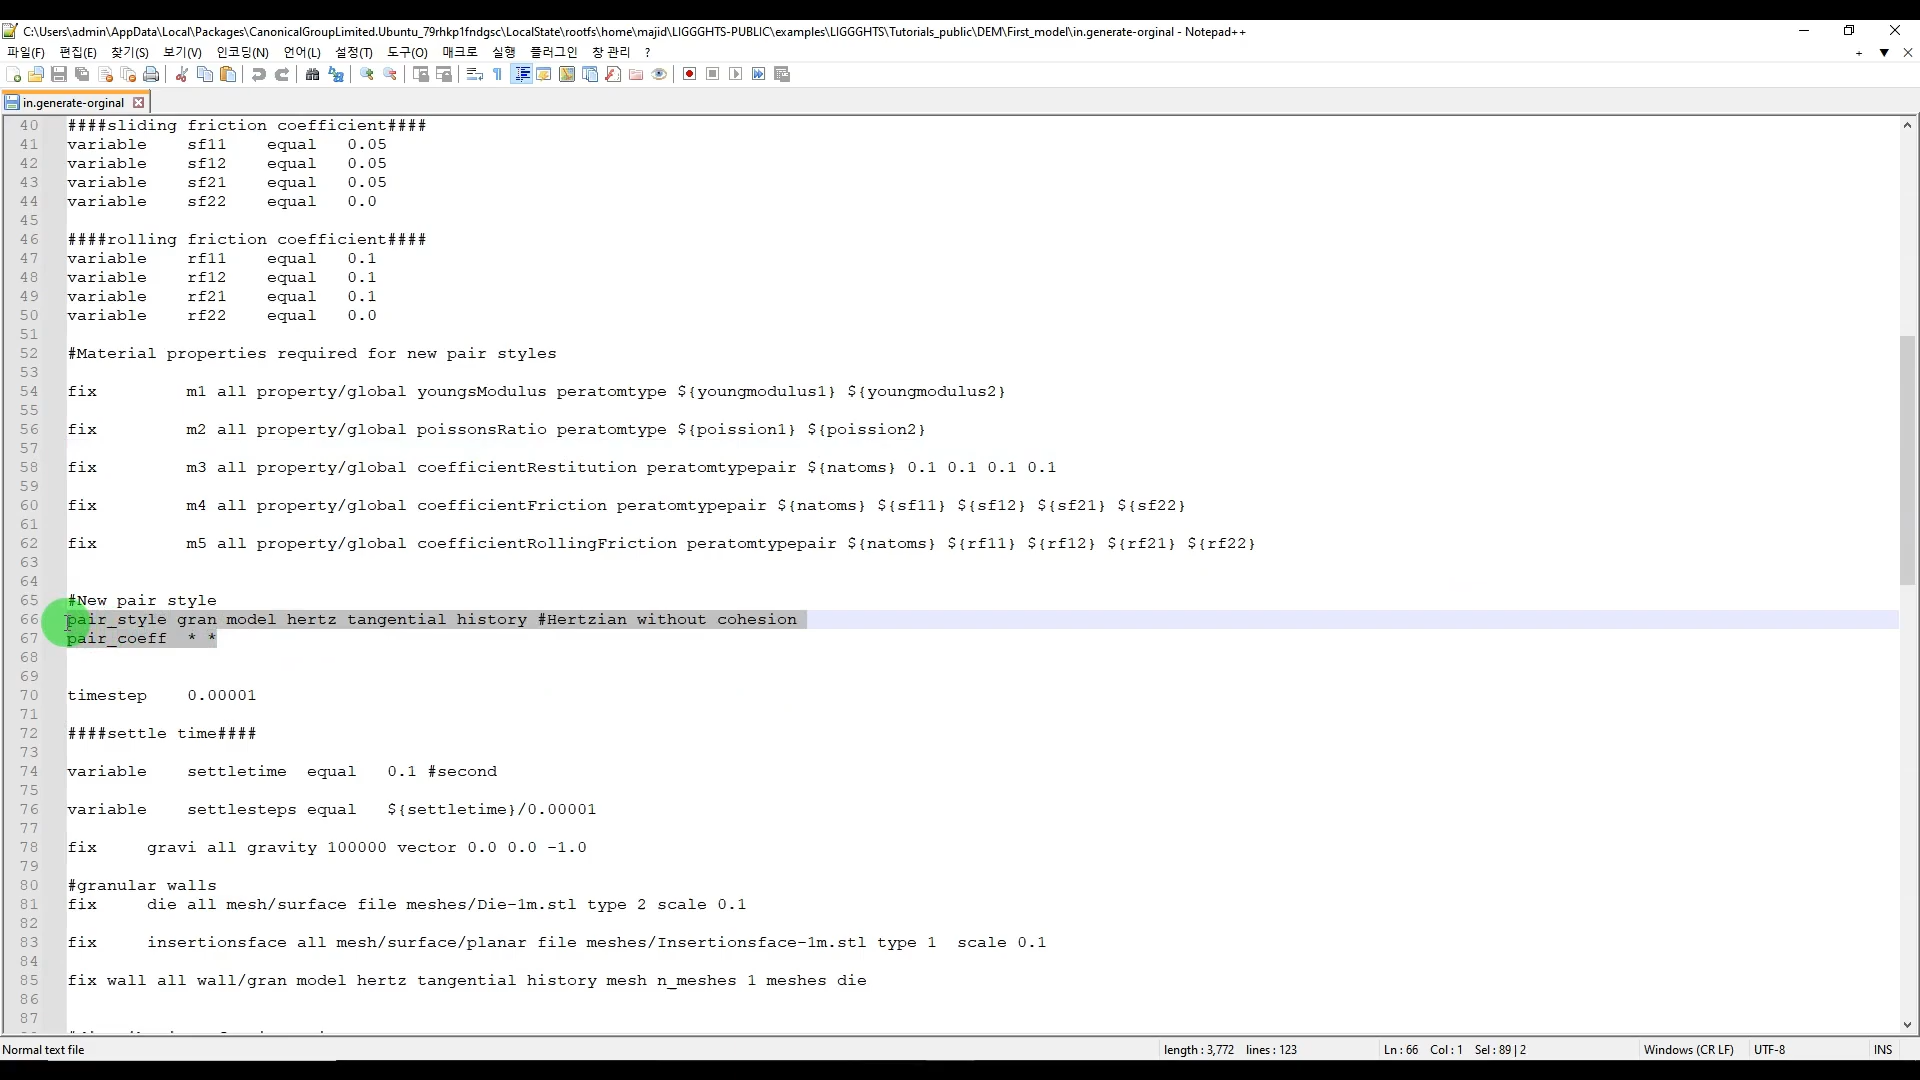 C:\Users\admin\AppData\Local\Packages\CanonicalGroupLimited.Ubuntu_79rhkp1fndgsc\LocalState\rootfs\home\majid\LIGGGHTS-PUBLIC\examples\LIGGGHTS\Tutorials_public\DEM\First_model\in.generate-orginal - Notepad++
파일(F) 편집(E) 찾기(S) 보기(V) 인코딩(N) 언어(L) 설정(T) 도구(O) 매크로 실행 플러그인 창 관리 ?
in.generate-orginal
40 ####sliding friction coefficient####
41 variable sf11 equal 0.05
42 variable sf12 equal 0.05
43 variable sf21 equal 0.05
44 variable sf22 equal 0.0
45
46 ####rolling friction coefficient####
47 variable rf11 equal 0.1
48 variable rf12 equal 0.1
49 variable rf21 equal 0.1
50 variable rf22 equal 0.0
51
52 #Material properties required for new pair styles
53
54 fix m1 all property/global youngsModulus peratomtype ${youngmodulus1} ${youngmodulus2}
55
56 fix m2 all property/global poissonsRatio peratomtype ${poission1} ${poission2}
57
58 fix m3 all property/global coefficientRestitution peratomtypepair ${natoms} 0.1 0.1 0.1 0.1
59
60 fix m4 all property/global coefficientFriction peratomtypepair ${natoms} ${sf11} ${sf12} ${sf21} ${sf22}
61
62 fix m5 all property/global coefficientRollingFriction peratomtypepair ${natoms} ${rf11} ${rf12} ${rf21} ${rf22}
63
64
65 #New pair style
66 pair_style gran model hertz tangential history #Hertzian without cohesion
67 pair_coeff * *
68
69
70 timestep 0.00001
71
72 ####settle time####
73
74 variable settletime equal 0.1 #second
75
76 variable settlesteps equal ${settletime}/0.00001
77
78 fix gravi all gravity 100000 vector 0.0 0.0 -1.0
79
80 #granular walls
81 fix die all mesh/surface file meshes/Die-1m.stl type 2 scale 0.1
82
83 fix insertionsface all mesh/surface/planar file meshes/Insertionsface-1m.stl type 1 scale 0.1
84
85 fix wall all wall/gran model hertz tangential history mesh n_meshes 1 meshes die
86
87
Normal text file length : 3,772 lines : 123 Ln : 66 Col : 1 Sel : 89 | 2 Windows (CR LF) UTF-8 INS